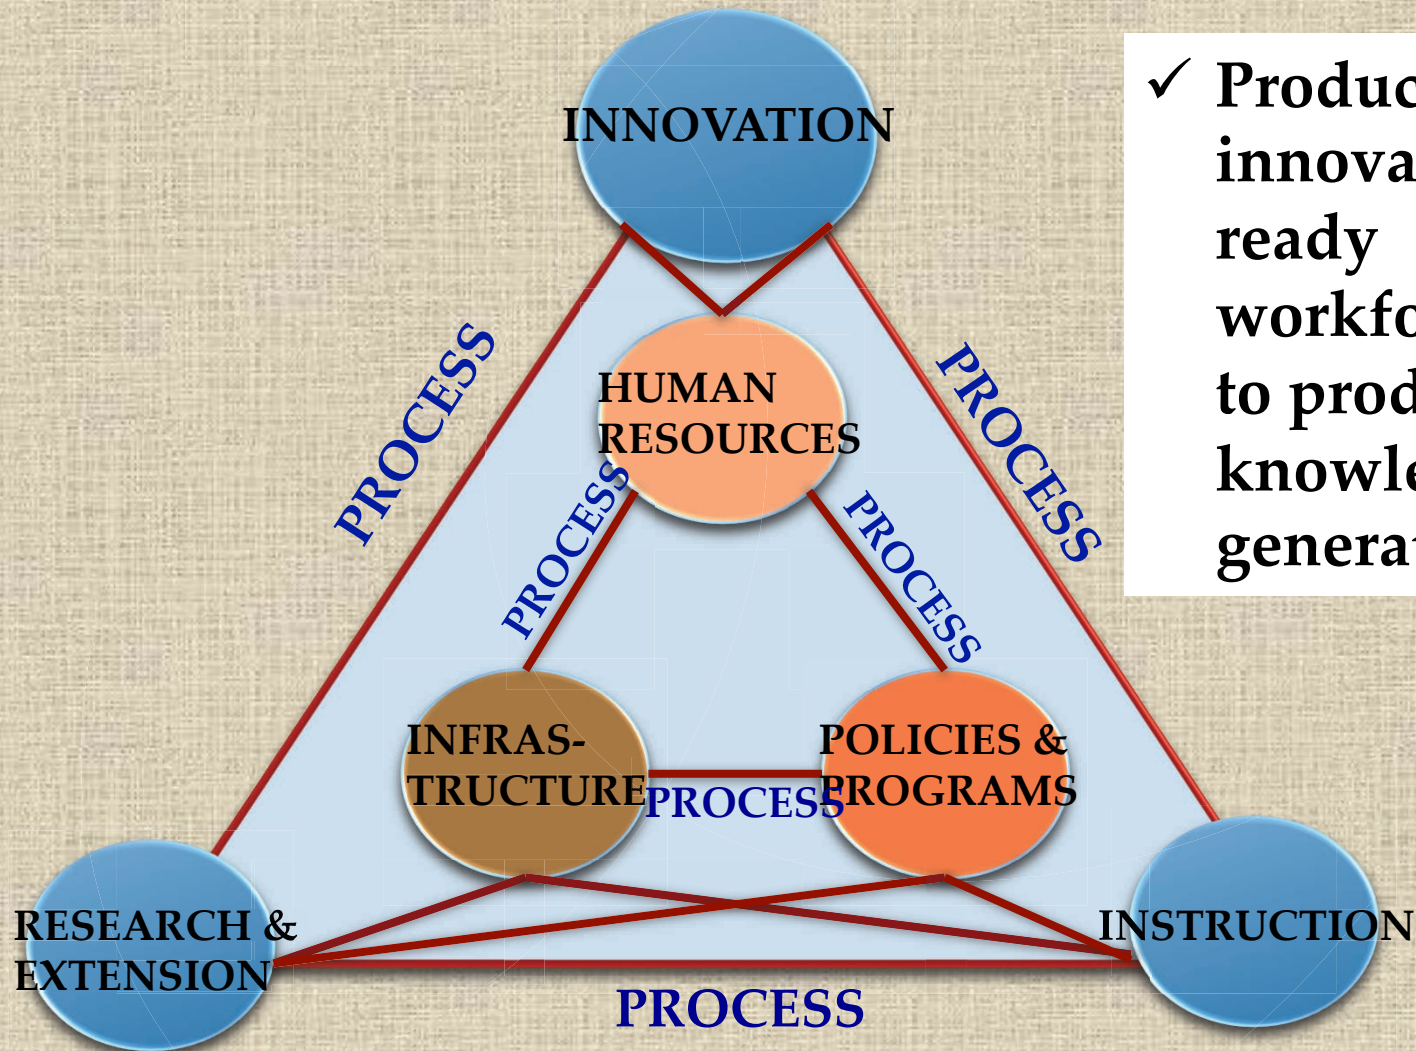 INNOVATION
✓ Produc
innova
ready
workfo
to prod
knowle
genera
PROCESS
PROCESS
HUMAN
RESOURCES
PROCESS
PROCESS
INFRAS-
TRUCTURE
PROCESS
POLICIES &
PROGRAMS
RESEARCH &
EXTENSION
INSTRUCTION
PROCESS